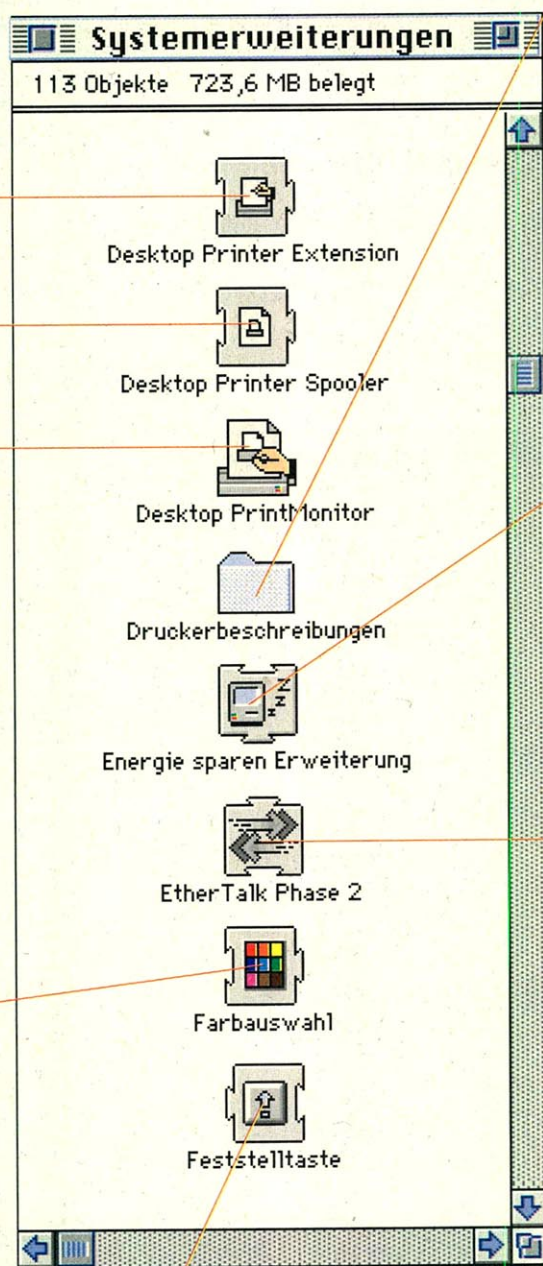 Systemerweiterungen
113 Objekte 723,6 MB belegt
Desktop Printer Extension
Desktop Printer Spooler
Desktop PrintMonitor
Druckerbeschreibungen
Energie sparen Erweiterung
EtherTalk Phase 2
Farbauswahl
Feststelltaste